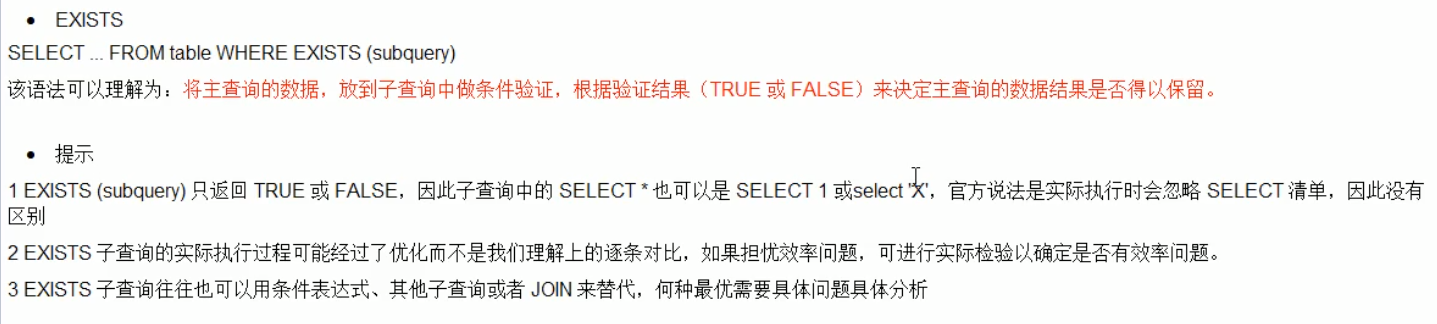 • EXISTS
SELECT ... FROM table WHERE EXISTS (subquery)
该语法可以理解为：将主查询的数据，放到子查询中做条件验证，根据验证结果（TRUE 或 FALSE）来决定主查询的数据结果是否得以保留。
• 提示
1 EXISTS (subquery) 只返回 TRUE 或 FALSE，因此子查询中的 SELECT * 也可以是 SELECT 1 或select 'X'，官方说法是实际执行时会忽略 SELECT 清单，因此没有
区别
2 EXISTS 子查询的实际执行过程可能经过了优化而不是我们理解上的逐条对比，如果担忧效率问题，可进行实际检验以确定是否有效率问题。
3 EXISTS 子查询往往也可以用条件表达式、其他子查询或者 JOIN 来替代，何种最优需要具体问题具体分析